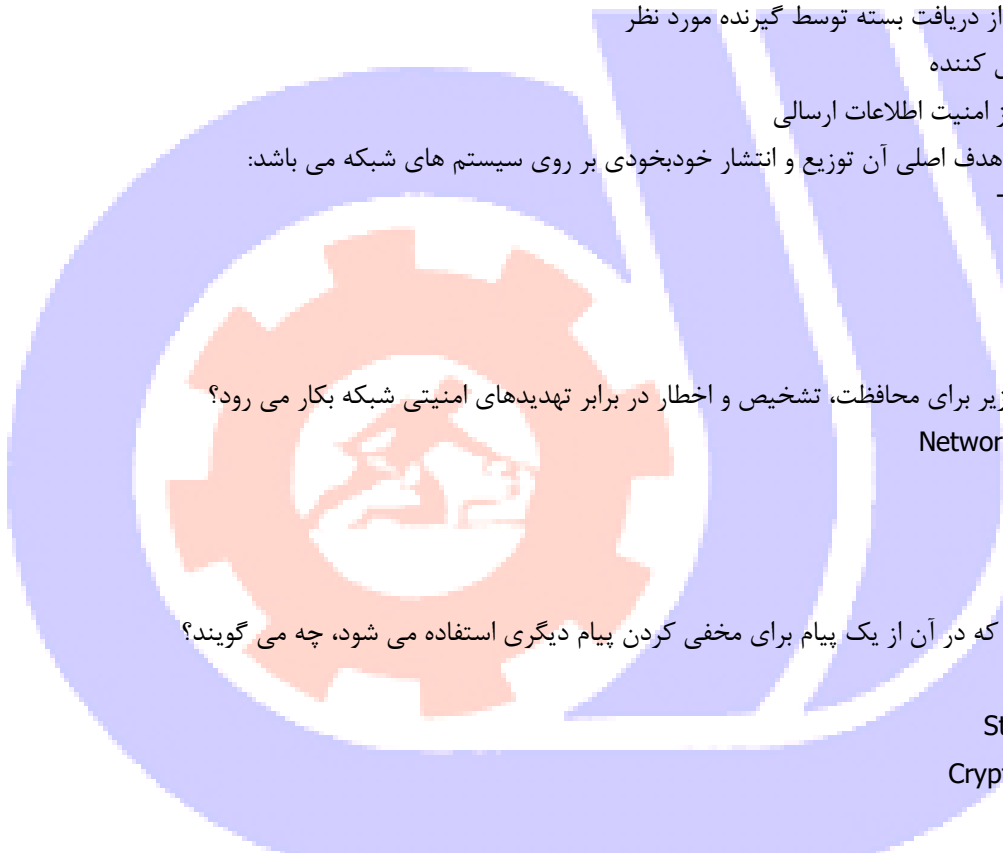 از دریافت بسته توسط گیرنده مورد نظر
کننده
امنیت اطلاعات ارسالی
هدف اصلی آن توزیع و انتشار خودبخودی بر روی سیستم های شبکه می باشد:
-
زیر برای محافظت، تشخیص و اخطار در برابر تهدیدهای امنیتی شبکه بکار می رود؟
Networ
که در آن از یک پیام برای مخفی کردن پیام دیگری استفاده می شود، چه می گویند؟
St
Crypt